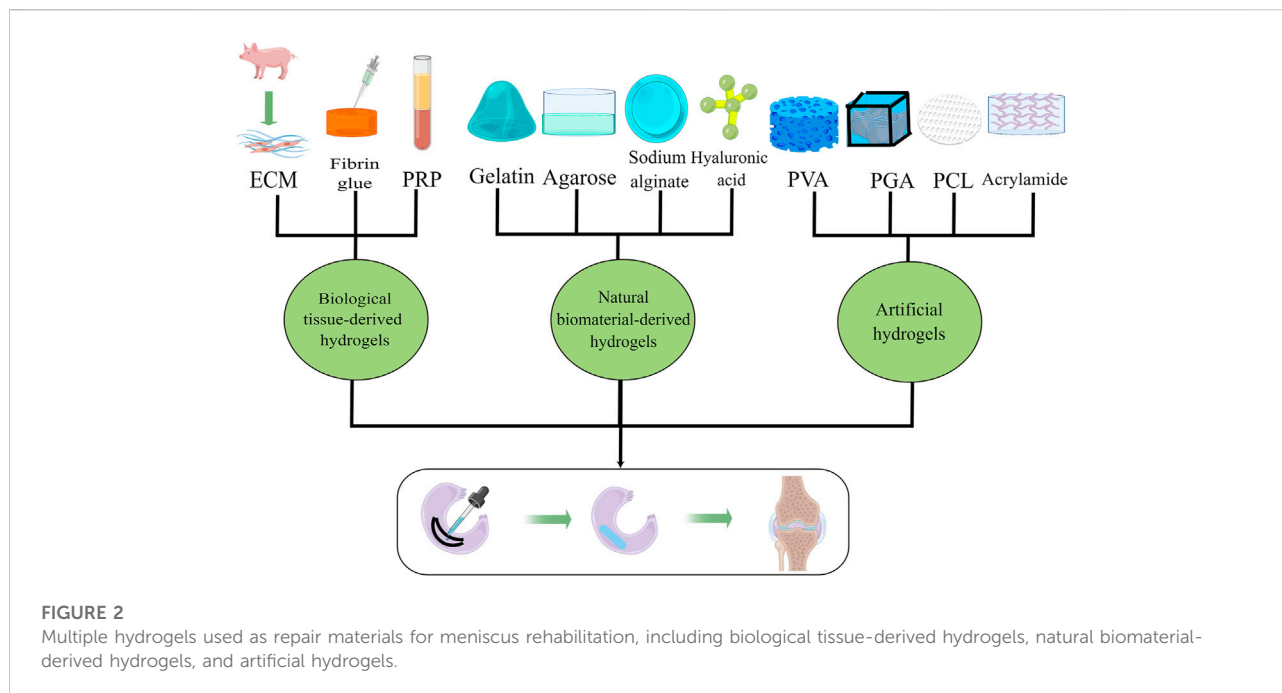 ECM
Fibrin
glue
PRP
Gelatin
Agarose
Sodium
alginate
Hyaluronic
acid
PVA
PGA
PCL
Acrylamide
Biological
tissue-derived
hydrogels
Natural
biomaterial-derived
hydrogels
Artificial
hydrogels
FIGURE 2
Multiple hydrogels used as repair materials for meniscus rehabilitation, including biological tissue-derived hydrogels, natural biomaterial-
derived hydrogels, and artificial hydrogels.